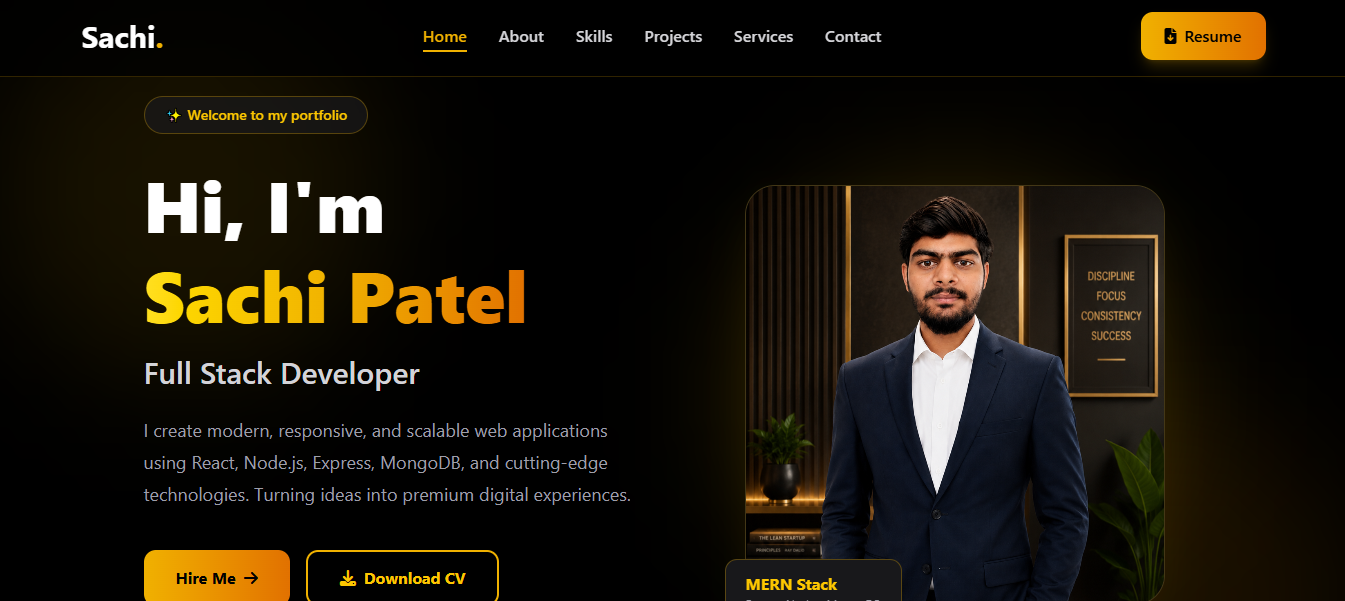 Sachi.
Home
About
Skills
Projects
Services
Contact
Resume
Welcome to my portfolio
Hi, I'm
Sachi Patel
Full Stack Developer
I create modern, responsive, and scalable web applications
using React, Node.js, Express, MongoDB, and cutting-edge
technologies. Turning ideas into premium digital experiences.
Hire Me
Download CV
DISCIPLINE
FOCUS
CONSISTENCY
SUCCESS
THE LEAN STARTUP
PRINCIPLES
MERN Stack